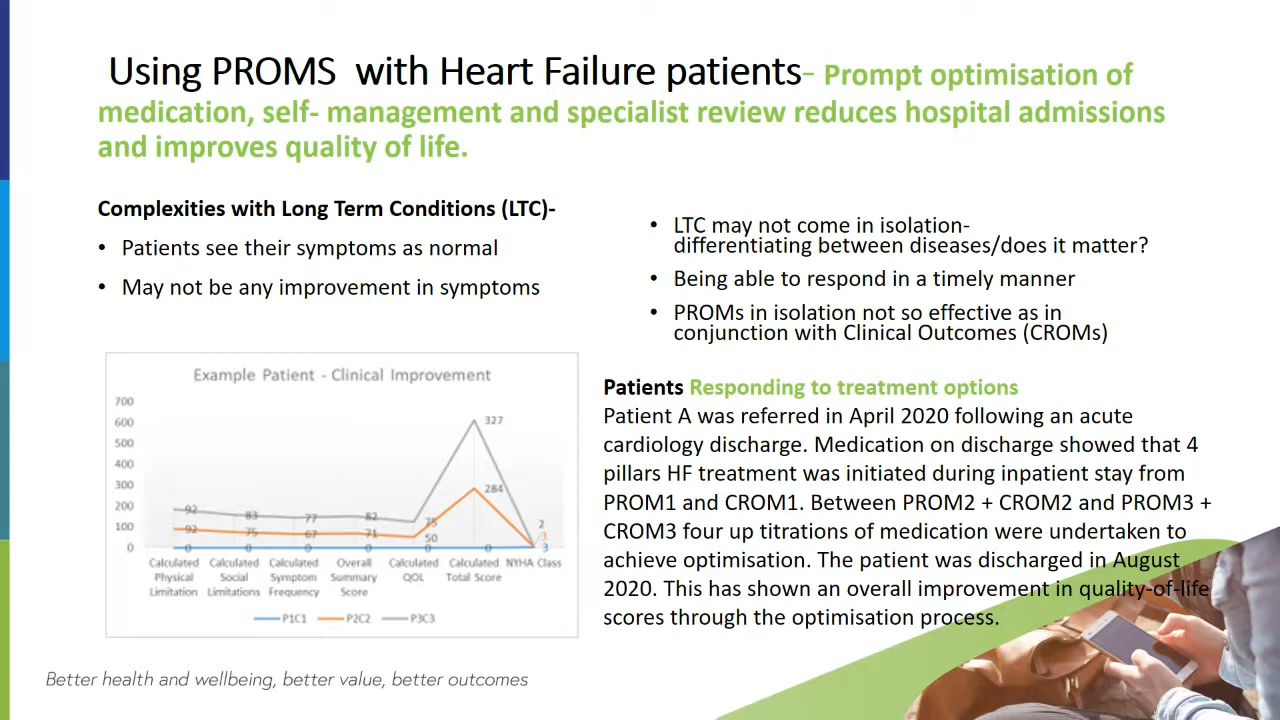 Using PROMS with Heart Failure patients- Prompt optimisation of
medication, self- management and specialist review reduces hospital admissions
and improves quality of life.
Complexities with Long Term Conditions (LTC)-
• Patients see their symptoms as normal
• May not be any improvement in symptoms
• LTC may not come in isolation-
differentiating between diseases/does it matter?
• Being able to respond in a timely manner
• PROMs in isolation not so effective as in
conjunction with Clinical Outcomes (CROMs)
Example Patient - Clinical Improvement
700
600
500
400
300
200
100
0
92 83 77 82 75 327 2
92 75 67 71 50 284 3
0 0 0 0 0 0 3
Calculated Physical Limitation
Calculated Social Limitations
Calculated Symptom Frequency
Overall Summary Score
Calculated QOL
Calculated Total Score
NYHA Class
P1C1 P2C2 P3C3
Patients Responding to treatment options
Patient A was referred in April 2020 following an acute
cardiology discharge. Medication on discharge showed that 4
pillars HF treatment was initiated during inpatient stay from
PROM1 and CROM1. Between PROM2 + CROM2 and PROM3 +
CROM3 four up titrations of medication were undertaken to
achieve optimisation. The patient was discharged in August
2020. This has shown an overall improvement in quality-of-life
scores through the optimisation process.
Better health and wellbeing, better value, better outcomes